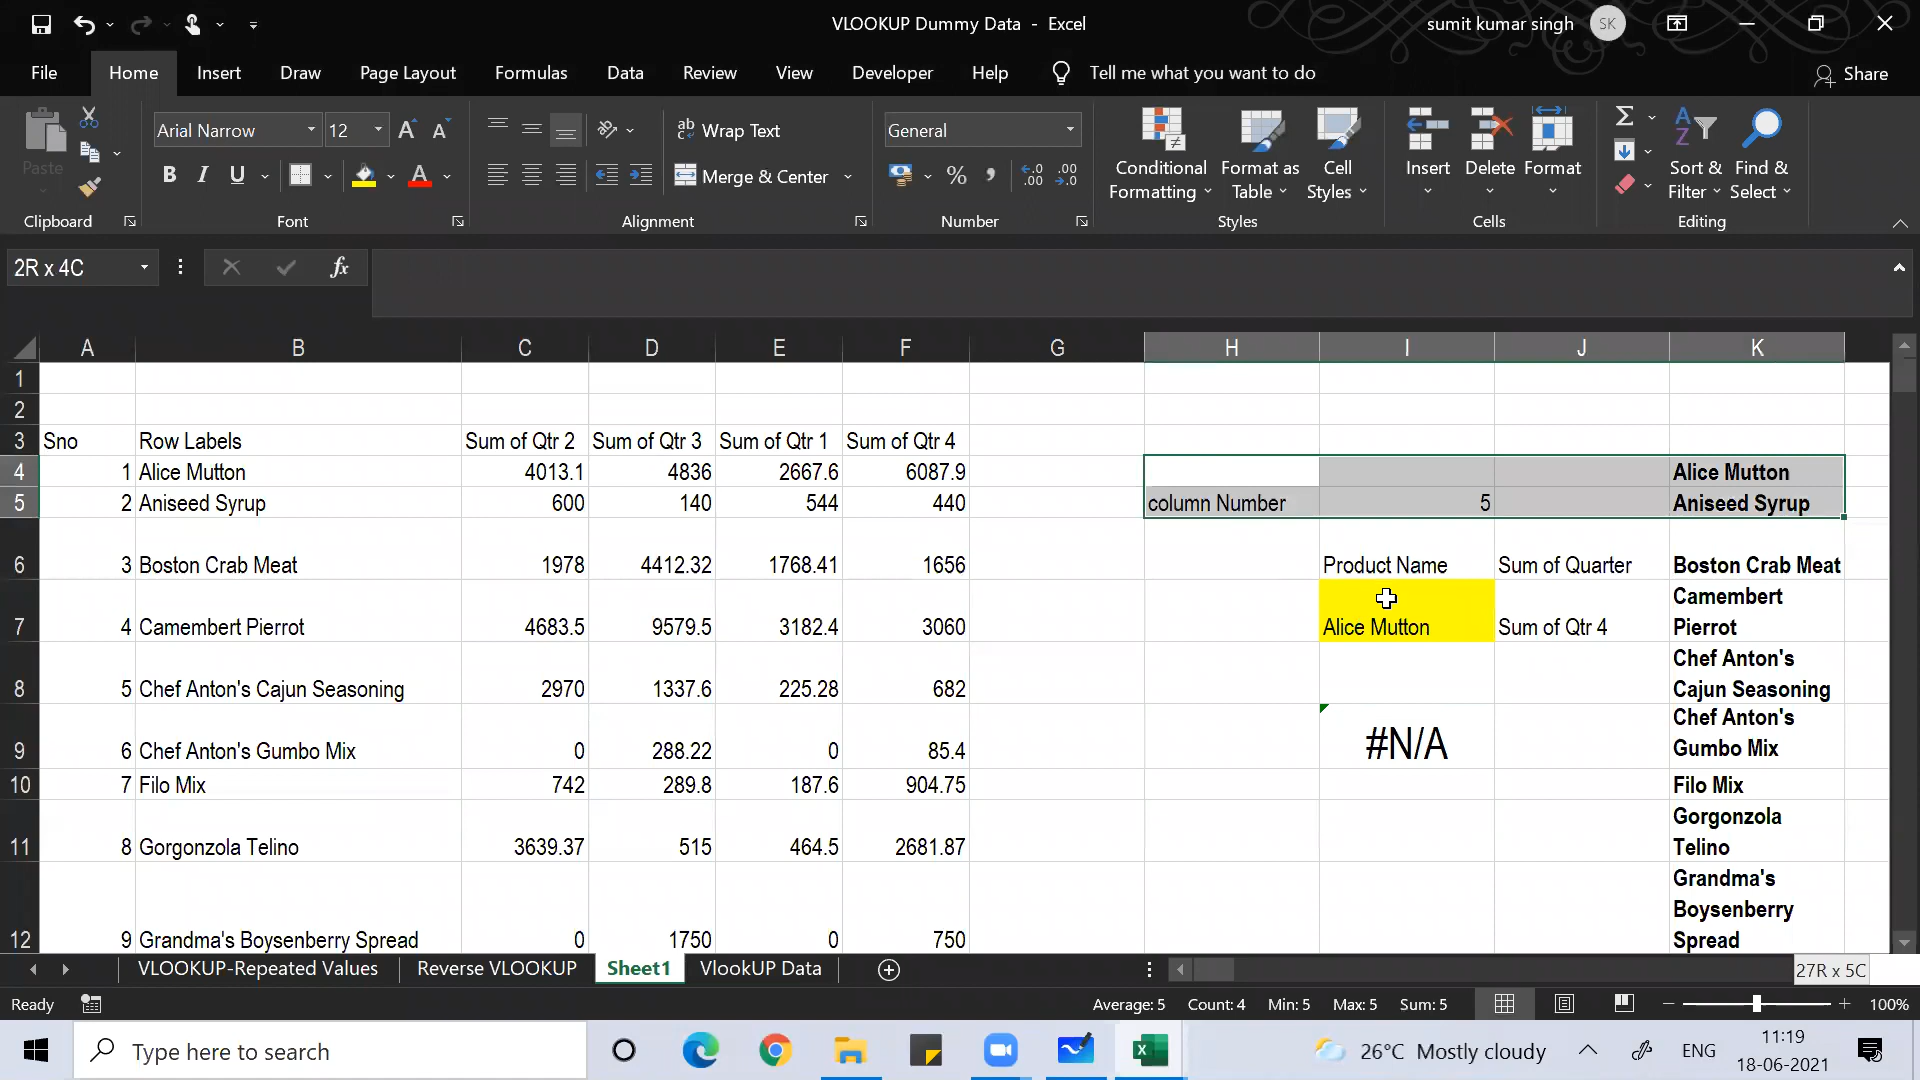 VLOOKUP Dummy Data - Excel
sumit kumar singh SK
File Home Insert Draw Page Layout Formulas Data Review View Developer Help Tell me what you want to do Share
Paste
Clipboard
Arial Narrow 12
B I U A
Font
ab Wrap Text
Merge & Center
Alignment
General
% , .0 .00 .00 .0
Number
Conditional Formatting
Format as Table
Cell Styles
Styles
Insert Delete Format
Cells
Sort & Filter
Find & Select
Editing
2R x 4C fx
A B C D E F G H I J K
1
2
3 Sno Row Labels Sum of Qtr 2 Sum of Qtr 3 Sum of Qtr 1 Sum of Qtr 4
4 1 Alice Mutton 4013.1 4836 2667.6 6087.9 Alice Mutton
5 2 Aniseed Syrup 600 140 544 440 column Number 5 Aniseed Syrup
6 3 Boston Crab Meat 1978 4412.32 1768.41 1656 Product Name Sum of Quarter Boston Crab Meat
7 4 Camembert Pierrot 4683.5 9579.5 3182.4 3060 Alice Mutton Sum of Qtr 4 Camembert Pierrot
8 5 Chef Anton's Cajun Seasoning 2970 1337.6 225.28 682 Chef Anton's Cajun Seasoning
9 6 Chef Anton's Gumbo Mix 0 288.22 0 85.4 #N/A Chef Anton's Gumbo Mix
10 7 Filo Mix 742 289.8 187.6 904.75 Filo Mix
11 8 Gorgonzola Telino 3639.37 515 464.5 2681.87 Gorgonzola Telino
12 9 Grandma's Boysenberry Spread 0 1750 0 750 Grandma's Boysenberry Spread
VLOOKUP-Repeated Values Reverse VLOOKUP Sheet1 VlookUP Data
27R x 5C
Ready Average: 5 Count: 4 Min: 5 Max: 5 Sum: 5 100%
Type here to search 26°C Mostly cloudy ENG 11:19
18-06-2021